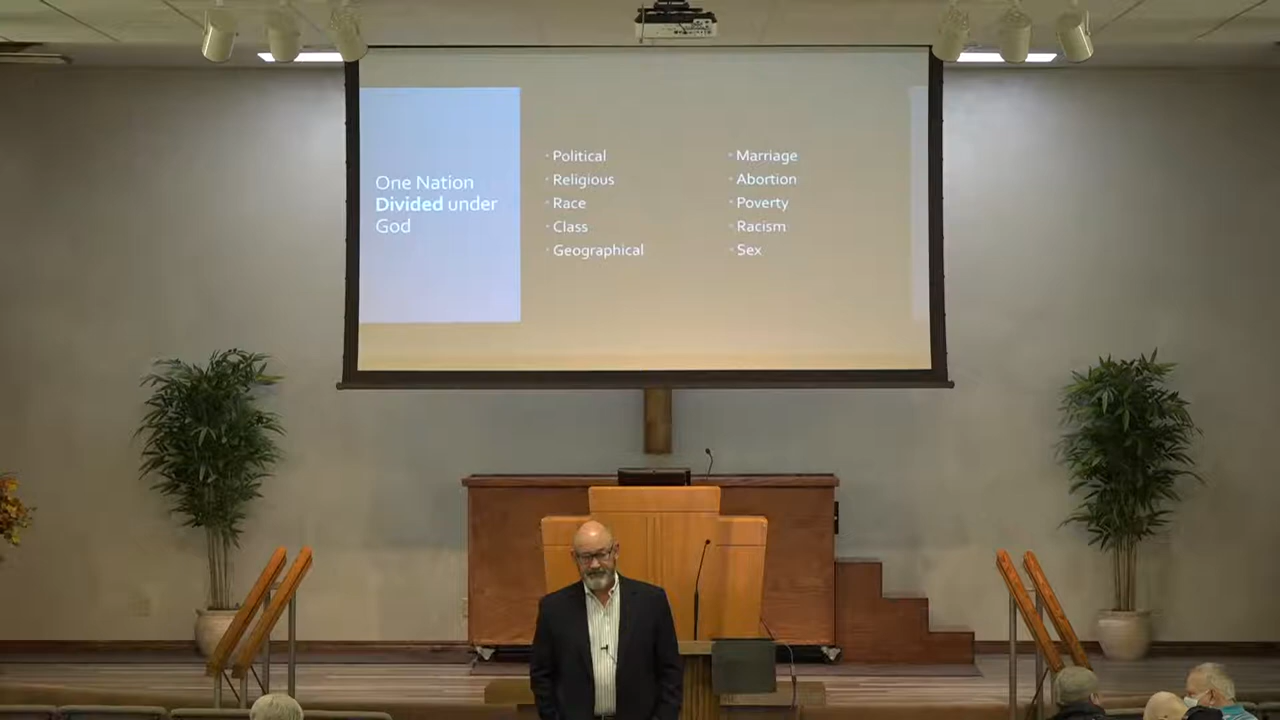 One Nation
Divided under
God
· Political
· Religious
· Race
· Class
· Geographical
· Marriage
· Abortion
· Poverty
· Racism
· Sex